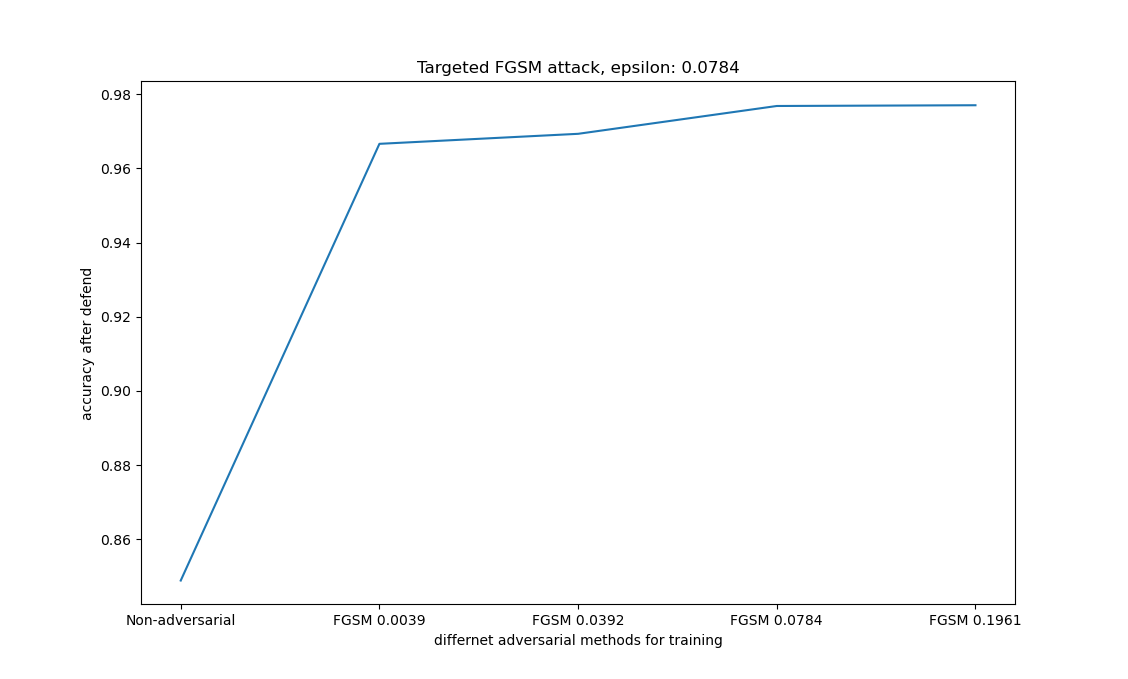 Targeted FGSM attack, epsilon: 0.0784
0.98
0.96
0.94
0.92
0.90
0.88
0.86
accuracy after defend
Non-adversarial
FGSM 0.0039
FGSM 0.0392
FGSM 0.0784
FGSM 0.1961
differnet adversarial methods for training